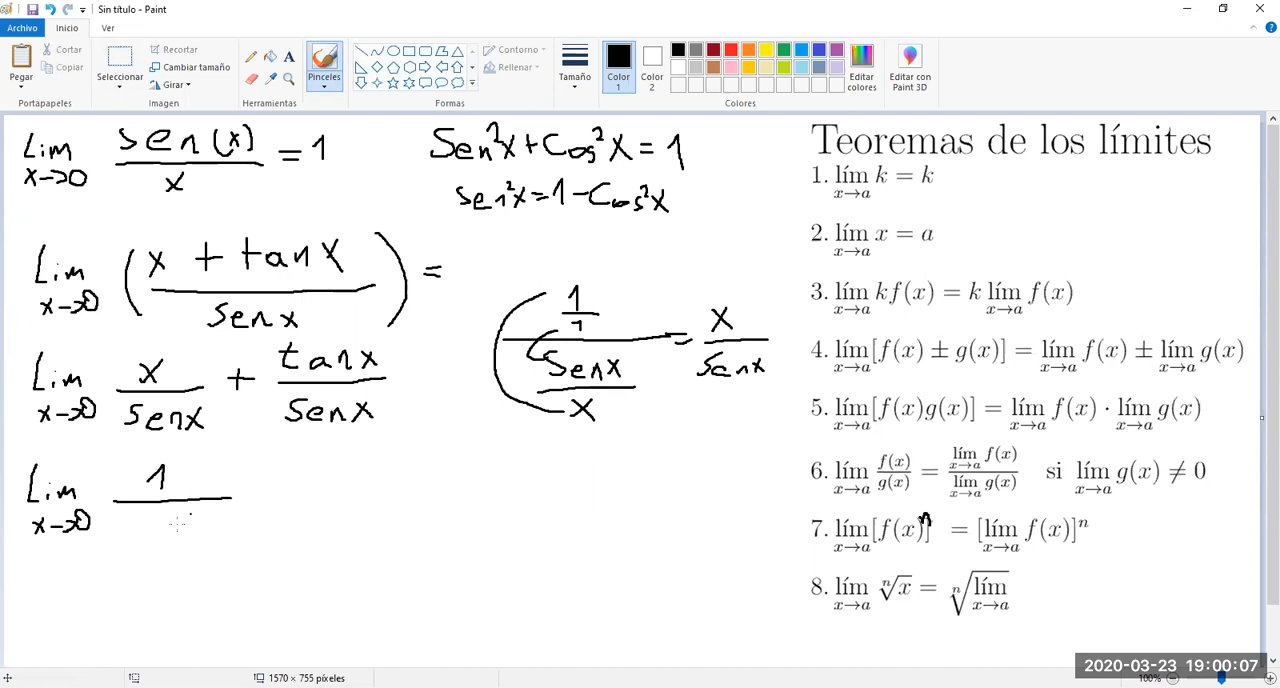 Sin título - Paint
Archivo Inicio Ver
Pegar
Cortar
Copiar
Portapapeles
Seleccionar
Recortar
Cambiar tamaño
Girar
Imagen
A
Herramientas
Pinceles
Contorno
Rellenar
Formas
Tamaño
Color 1
Color 2
Editar colores
Editar con Paint 3D
Colores
Lim x→0 sen(x)/x = 1
Sen²x + Cos²x = 1
sen²x = 1 - Cos²x
Lim x→0 ( (x + tan x)/sen x ) =
Lim x→0 x/senx + tanx/senx
(1/1)/(senx/x) = x/senx
Lim x→0 1/
Teoremas de los límites
1. lím x→a k = k
2. lím x→a x = a
3. lím x→a kf(x) = k lím x→a f(x)
4. lím x→a [f(x) ± g(x)] = lím x→a f(x) ± lím x→a g(x)
5. lím x→a [f(x)g(x)] = lím x→a f(x) · lím x→a g(x)
6. lím x→a f(x)/g(x) = lím x→a f(x) / lím x→a g(x) si lím x→a g(x) ≠ 0
7. lím x→a [f(x)]ⁿ = [lím x→a f(x)]ⁿ
8. lím x→a ⁿ√x = ⁿ√lím x→a
1570 × 755 píxeles
100%
2020-03-23 19:00:07